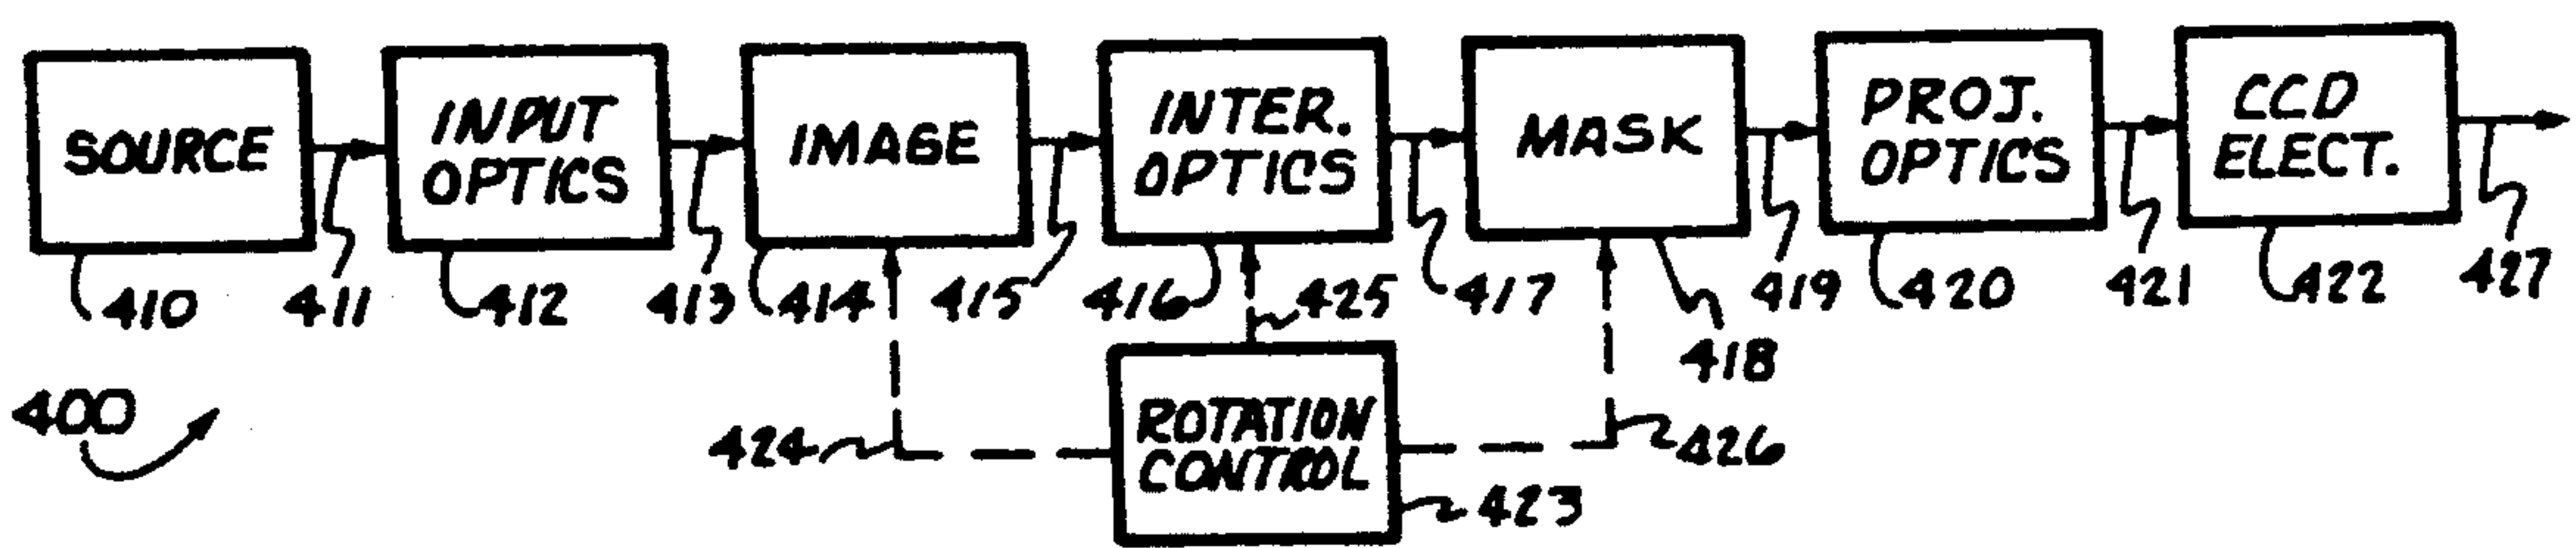 SOURCE
INPUT
OPTICS
IMAGE
INTER.
OPTICS
MASK
PROJ.
OPTICS
CCD
ELECT.
410
411
412
413
414
415
416
425
417
418
419
420
421
422
427
400
424
ROTATION
CONTROL
426
423